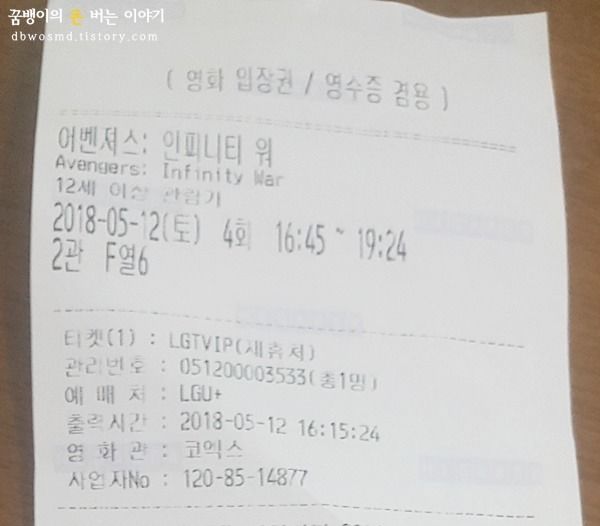 꿈뱅이의 돈 버는 이야기
dbwosmd.tistory.com
( 영화 입장권 / 영수증 겸용 )
어벤져스: 인피니티 워
Avengers: Infinity War
12세 이상 관람가
2018-05-12(토) 4회 16:45 ~ 19:24
2관 F열6
티켓(1) : LGTVIP(새츔저)
관리번호 : 051200003533(총1명)
예 매 처 : LGU+
출력시간 : 2018-05-12 16:15:24
영 화 관 : 코엑스
사업자No : 120-85-14877